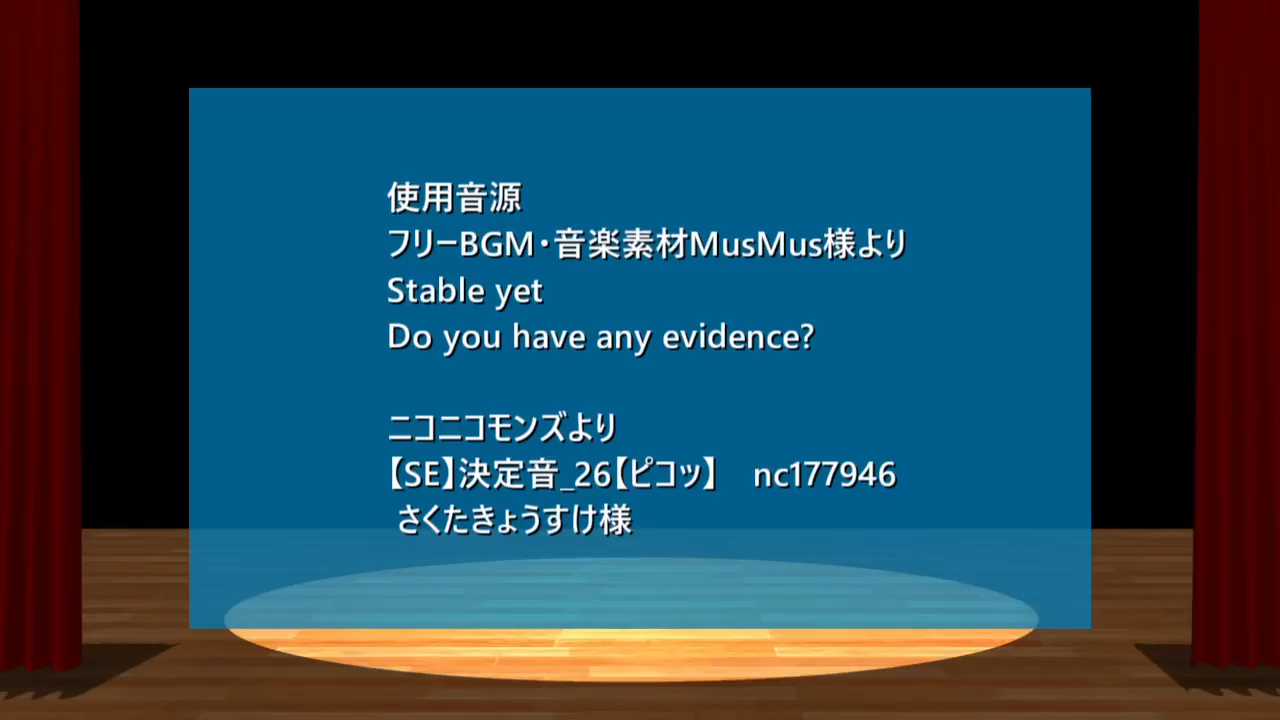 使用音源
フリーBGM・音楽素材MusMus様より
Stable yet
Do you have any evidence?
ニコニコモンズより
【SE】決定音_26【ピコッ】　nc177946
さくたきょうすけ様